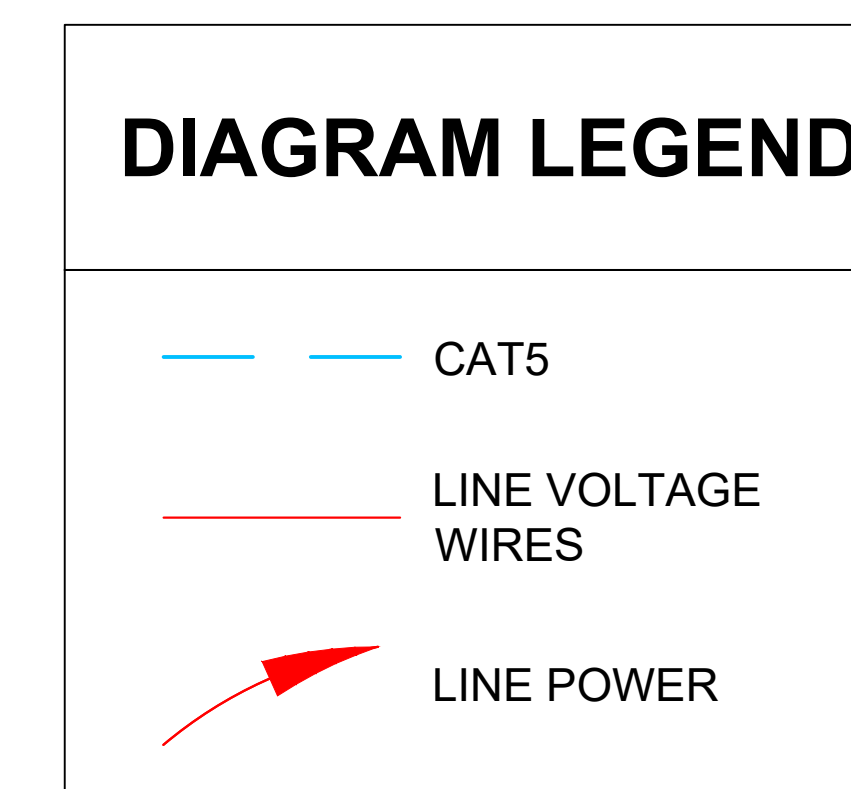 DIAGRAM LEGEND
CAT5
LINE VOLTAGE
WIRES
LINE POWER